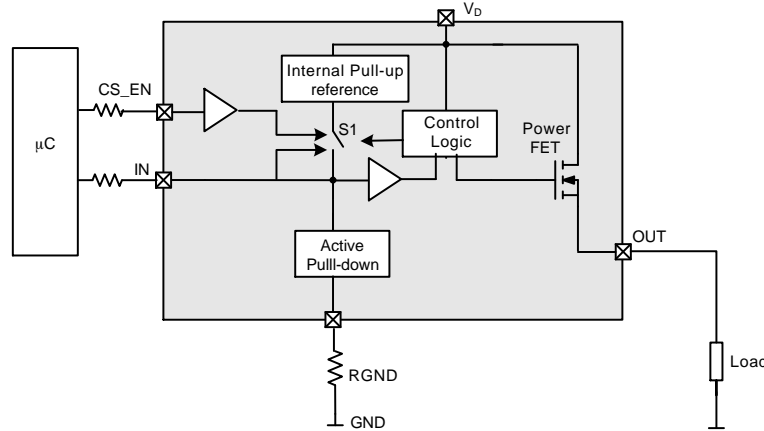 V_D
CS_EN
Internal Pull-up
reference
S1
Control
Logic
Power
FET
μC
IN
OUT
Active
Pulll-down
Load
RGND
GND